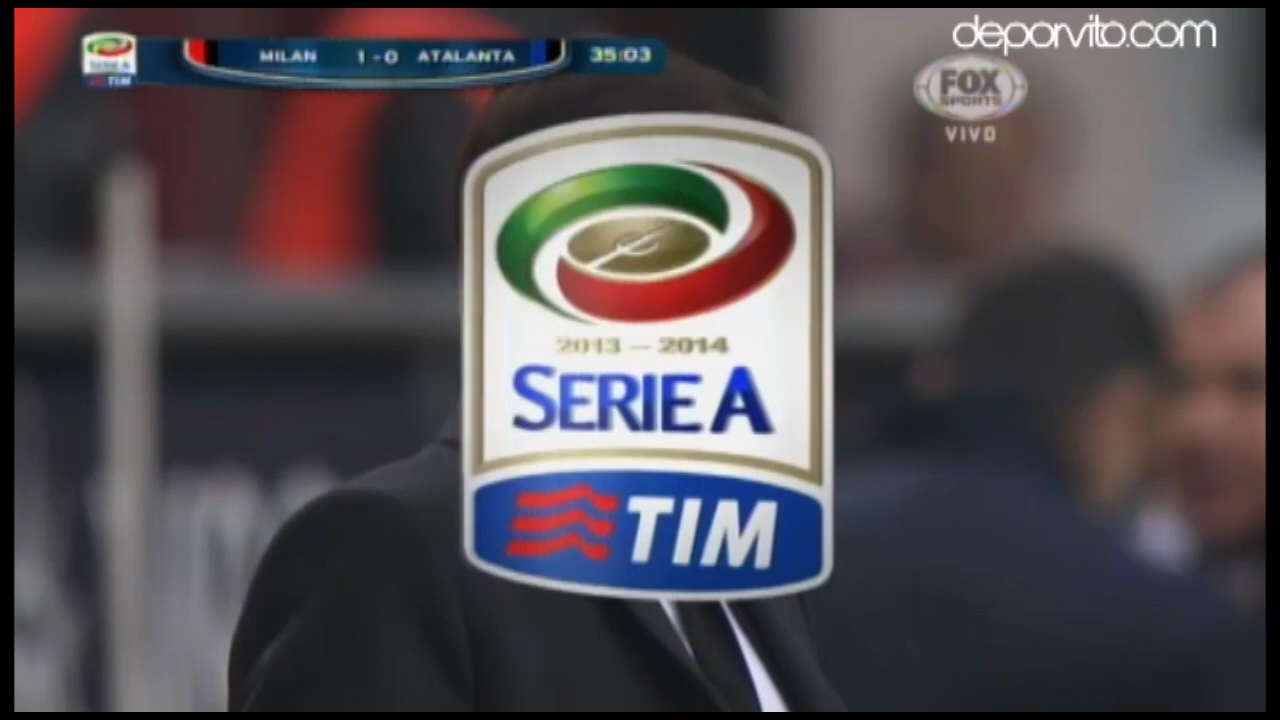 deporvito.com
MILAN 1-0 ATALANTA 35:03
SERIE A
TIM
FOX
SPORTS
VIVO
2013 - 2014
SERIE A
TIM